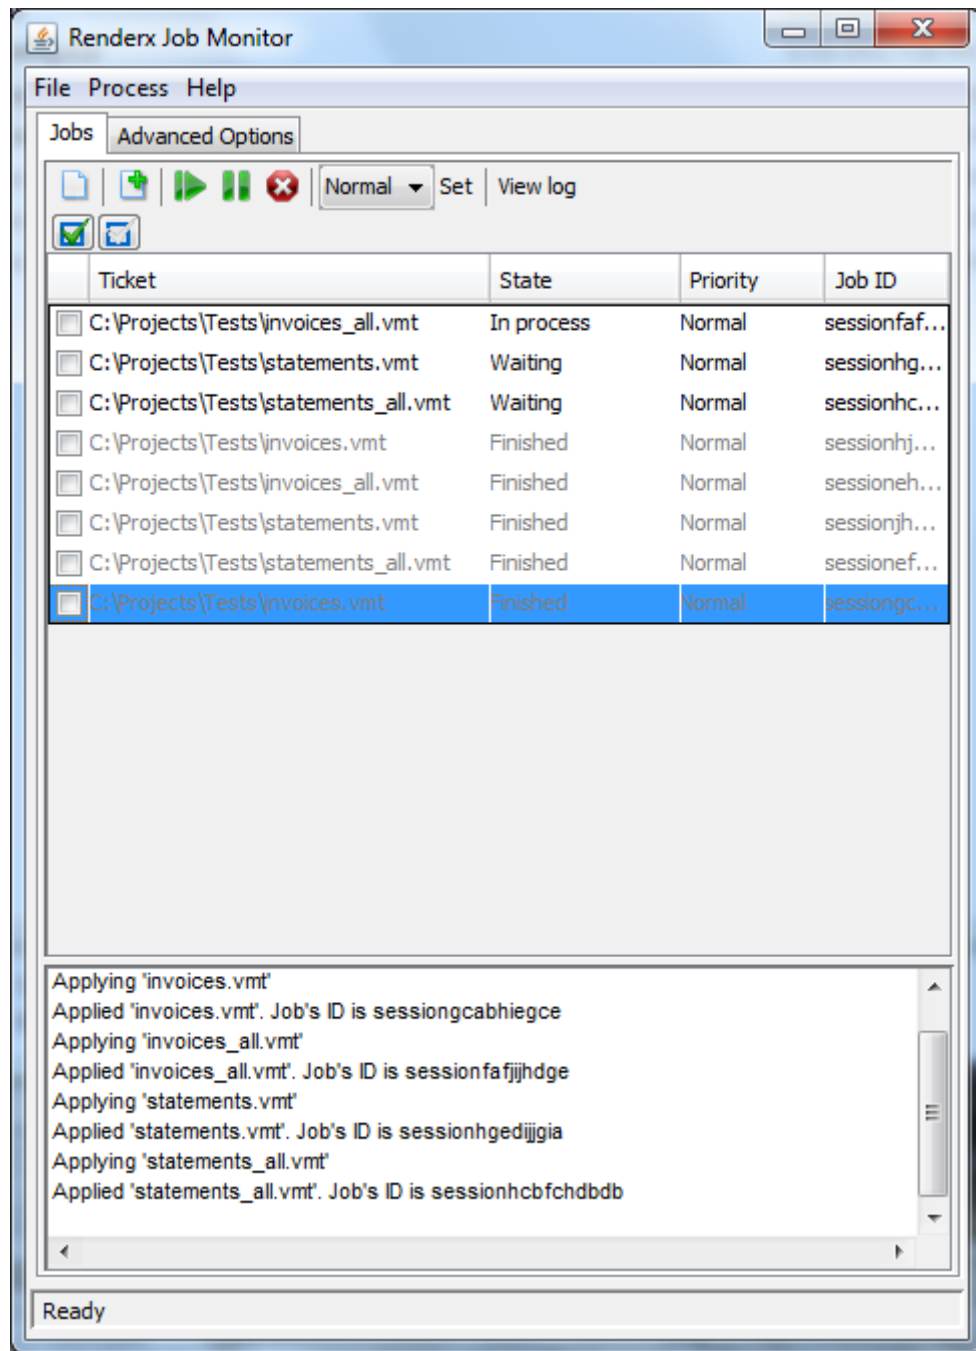 Renderx Job Monitor
File Process Help
Jobs Advanced Options
Normal Set View log
Ticket State Priority Job ID
C:\Projects\Tests\invoices_all.vmt In process Normal sessionfaf...
C:\Projects\Tests\statements.vmt Waiting Normal sessionhg...
C:\Projects\Tests\statements_all.vmt Waiting Normal sessionhc...
C:\Projects\Tests\invoices.vmt Finished Normal sessionhj...
C:\Projects\Tests\invoices_all.vmt Finished Normal sessioneh...
C:\Projects\Tests\statements.vmt Finished Normal sessionjh...
C:\Projects\Tests\statements_all.vmt Finished Normal sessionef...
C:\Projects\Tests\invoices.vmt Finished Normal sessiongc...
Applying 'invoices.vmt'
Applied 'invoices.vmt'. Job's ID is sessiongcabhiegce
Applying 'invoices_all.vmt'
Applied 'invoices_all.vmt'. Job's ID is sessionfafjijhdge
Applying 'statements.vmt'
Applied 'statements.vmt'. Job's ID is sessionhgedijjgia
Applying 'statements_all.vmt'
Applied 'statements_all.vmt'. Job's ID is sessionhcbfchdbdb
Ready